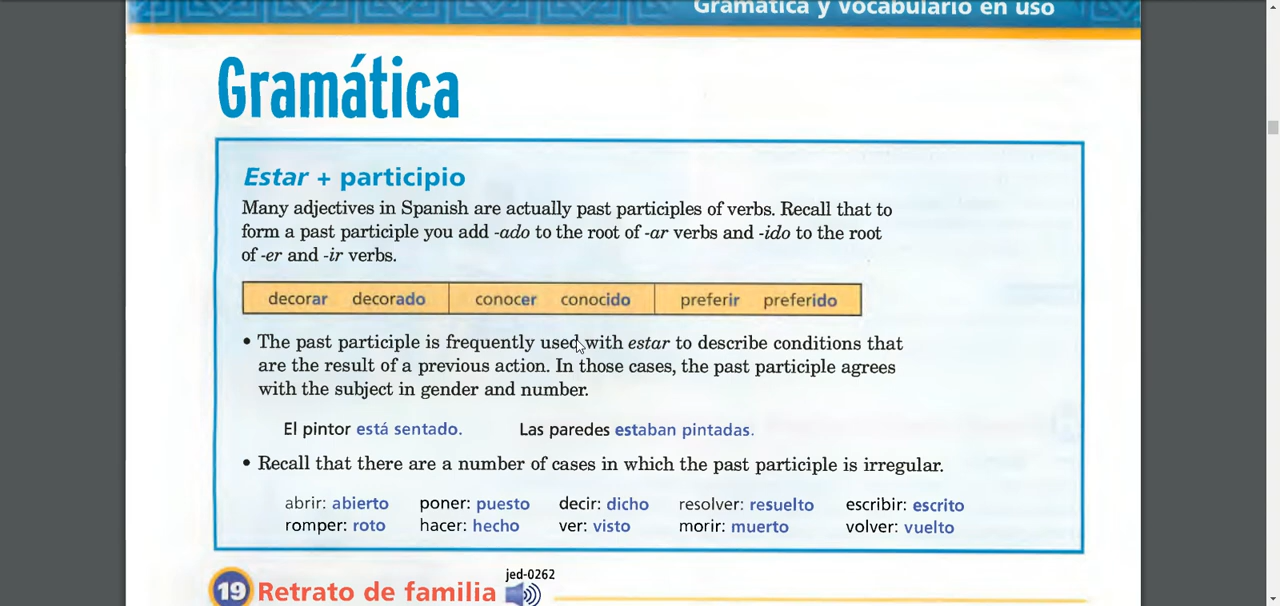 Gramática y vocabulario en uso
Gramática
Estar + participio
Many adjectives in Spanish are actually past participles of verbs. Recall that to
form a past participle you add -ado to the root of -ar verbs and -ido to the root
of -er and -ir verbs.
decorar decorado conocer conocido preferir preferido
• The past participle is frequently used with estar to describe conditions that
are the result of a previous action. In those cases, the past participle agrees
with the subject in gender and number.
El pintor está sentado. Las paredes estaban pintadas.
• Recall that there are a number of cases in which the past participle is irregular.
abrir: abierto poner: puesto decir: dicho resolver: resuelto escribir: escrito
romper: roto hacer: hecho ver: visto morir: muerto volver: vuelto
jed-0262
19 Retrato de familia